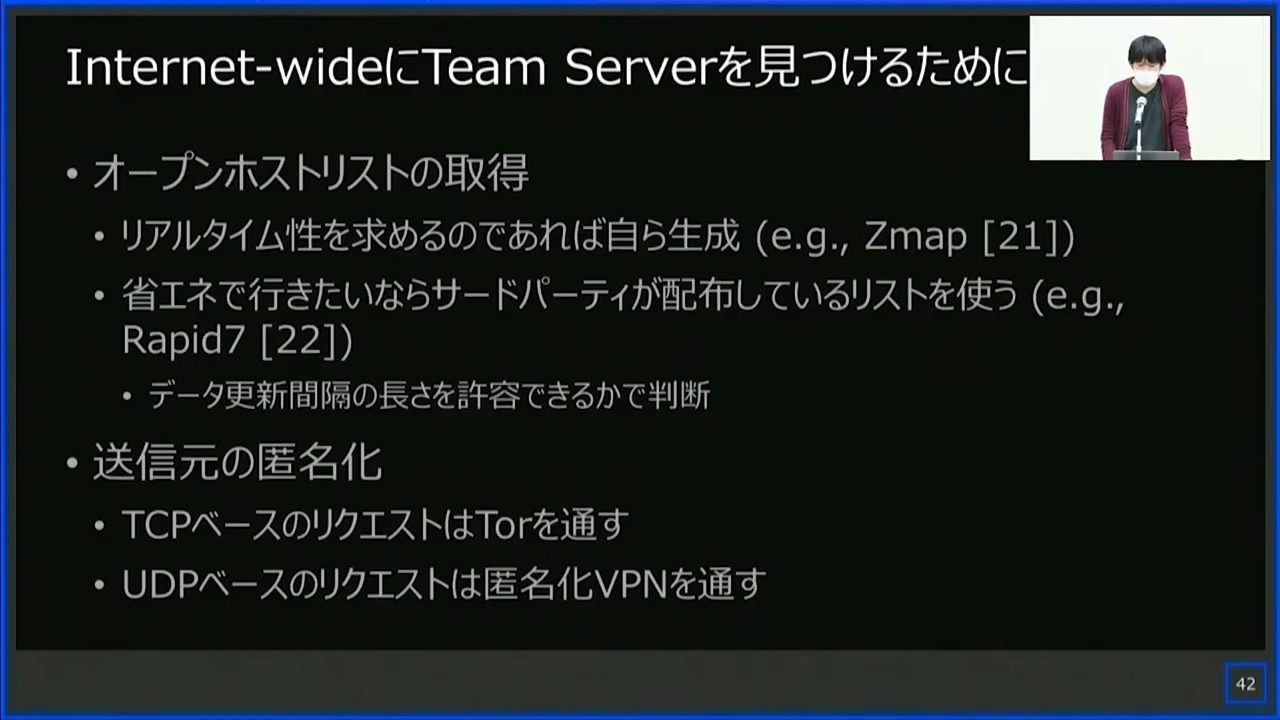 Internet-wideにTeam Serverを見つけるために
• オープンホストリストの取得
• リアルタイム性を求めるのであれば自ら生成 (e.g., Zmap [21])
• 省エネで行きたいならサードパーティが配布しているリストを使う (e.g.,
Rapid7 [22])
• データ更新間隔の長さを許容できるかで判断
• 送信元の匿名化
• TCPベースのリクエストはTorを通す
• UDPベースのリクエストは匿名化VPNを通す
42